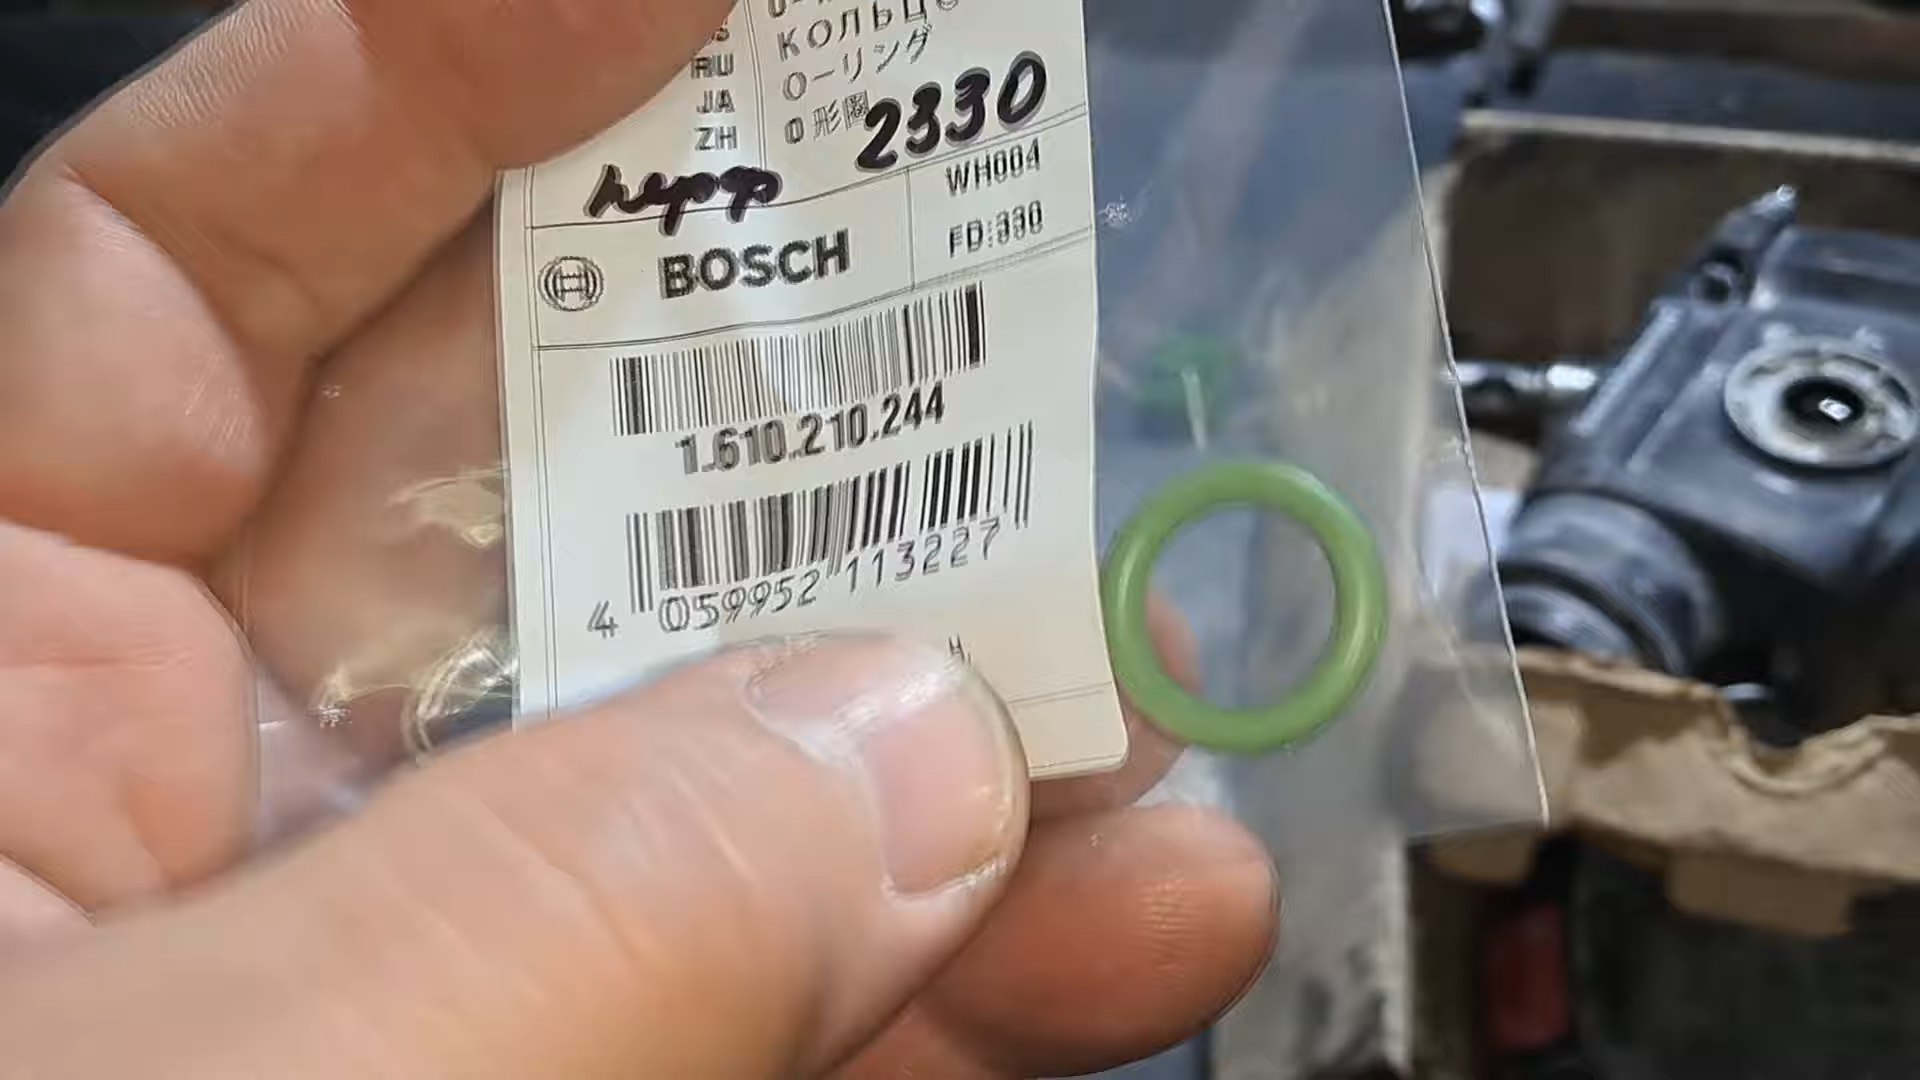 RU
КОЛЬЦО
JA
O-リング
ZH
O 形圈
2330
WH004
FD:330
BOSCH
1.610.210.244
4 059952 113227